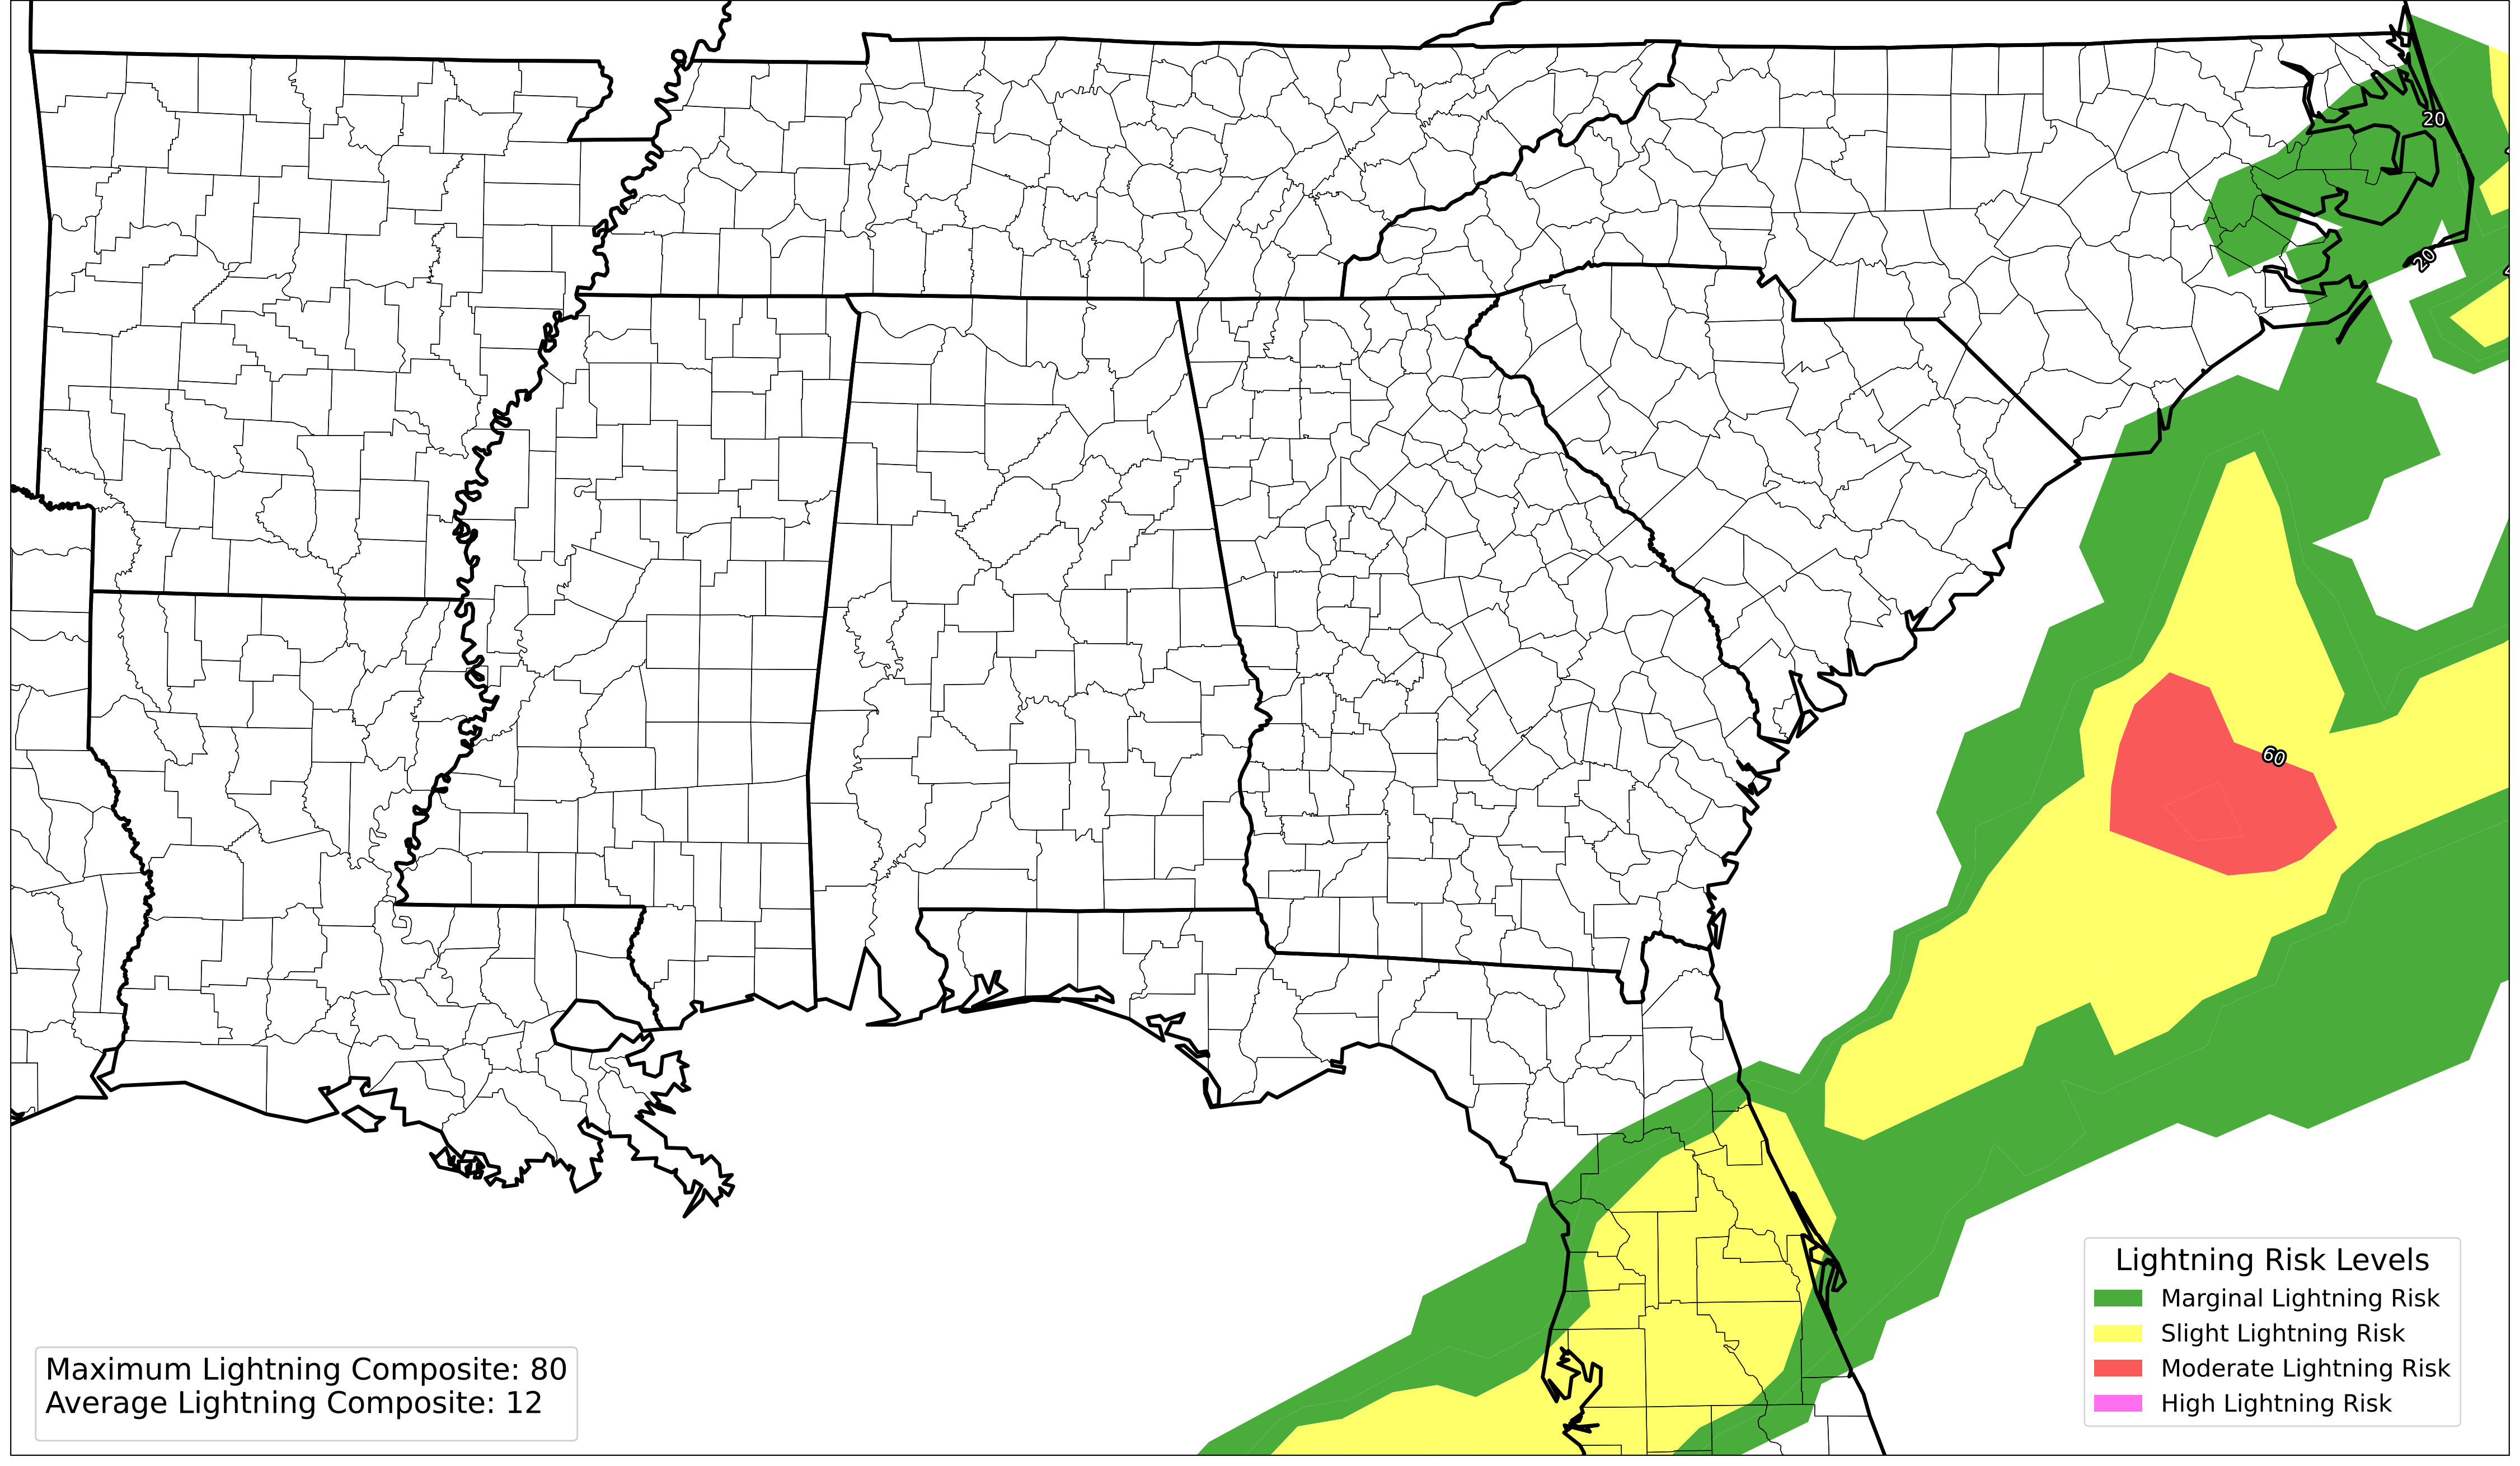 20
20
60
Lightning Risk Levels
Marginal Lightning Risk
Slight Lightning Risk
Moderate Lightning Risk
High Lightning Risk
Maximum Lightning Composite: 80
Average Lightning Composite: 12